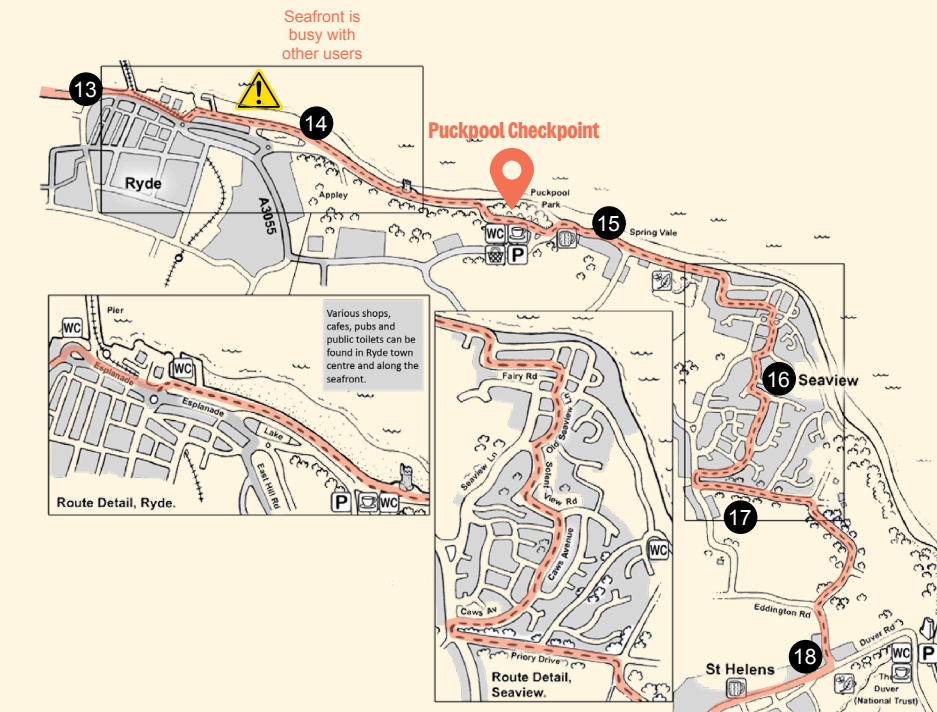 Seafront is
busy with
other users
13
14
Puckpool Checkpoint
Ryde
A3055
Appley
Puckpool
Park
WC
P
15
Spring Vale
16
Seaview
17
Eddington Rd
18
Duver Rd
St Helens
WC
P
The
Duver
(National Trust)
Pier
WC
WC
Esplanade
Esplanade
Lake
East Hill Rd
P
WC
Route Detail, Ryde.
Various shops,
cafes, pubs and
public toilets can be
found in Ryde town
centre and along the
seafront.
Fairy Rd
Old Seaview Ln
Seaview Ln
Solent View Rd
Caws Avenue
WC
Caws Av
Priory Drive
Route Detail,
Seaview.